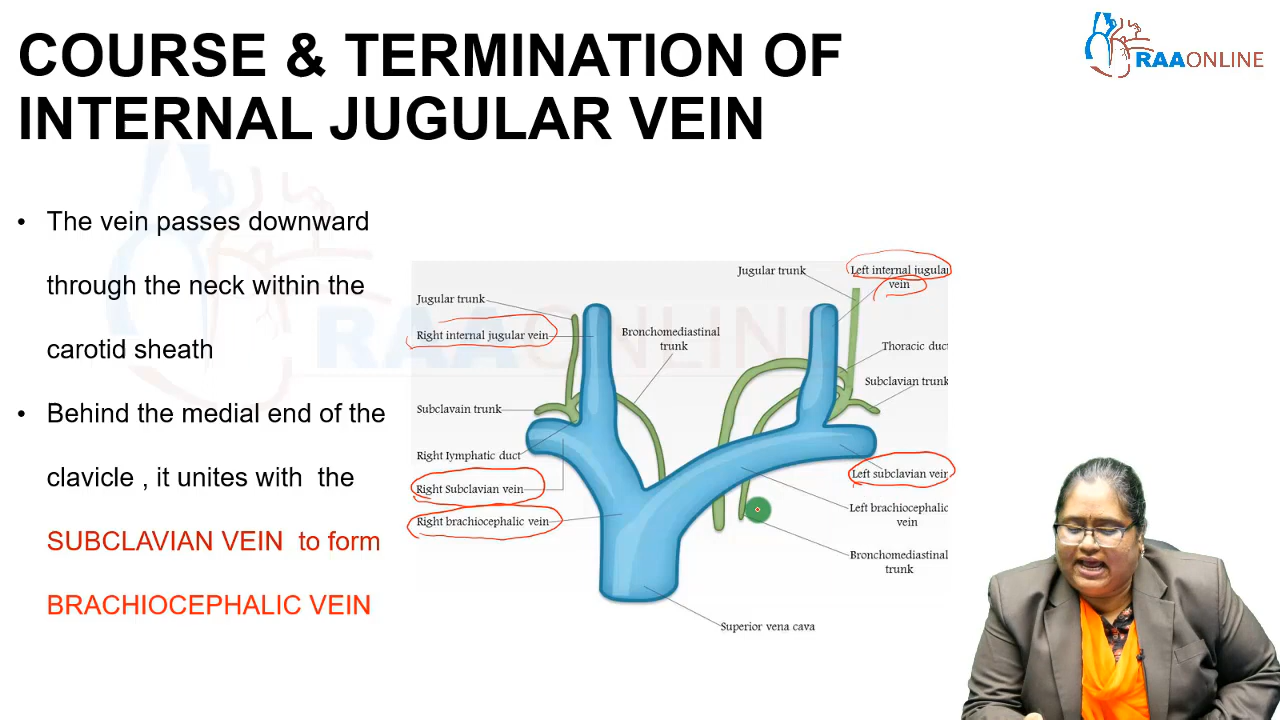 COURSE & TERMINATION OF
INTERNAL JUGULAR VEIN
RAAONLINE
• The vein passes downward
through the neck within the
carotid sheath
• Behind the medial end of the
clavicle , it unites with the
SUBCLAVIAN VEIN to form
BRACHIOCEPHALIC VEIN
RAAONLINE
Jugular trunk
Right internal jugular vein
Bronchomediastinal
trunk
Subclavain trunk
Right Iymphatic duct
Right Subclavian vein
Right brachiocephalic vein
Jugular trunk
Left internal jugular
vein
Thoracic duct
Subclavian trunk
Left subclavian vein
Left brachiocephalic
vein
Bronchomediastinal
trunk
Superior vena cava